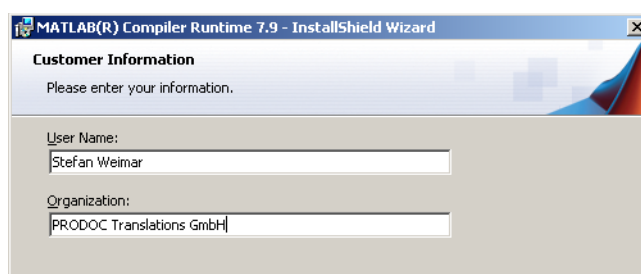 MATLAB(R) Compiler Runtime 7.9 - InstallShield Wizard
Customer Information
Please enter your information.
User Name:
Stefan Weimar
Organization:
PRODOC Translations GmbH